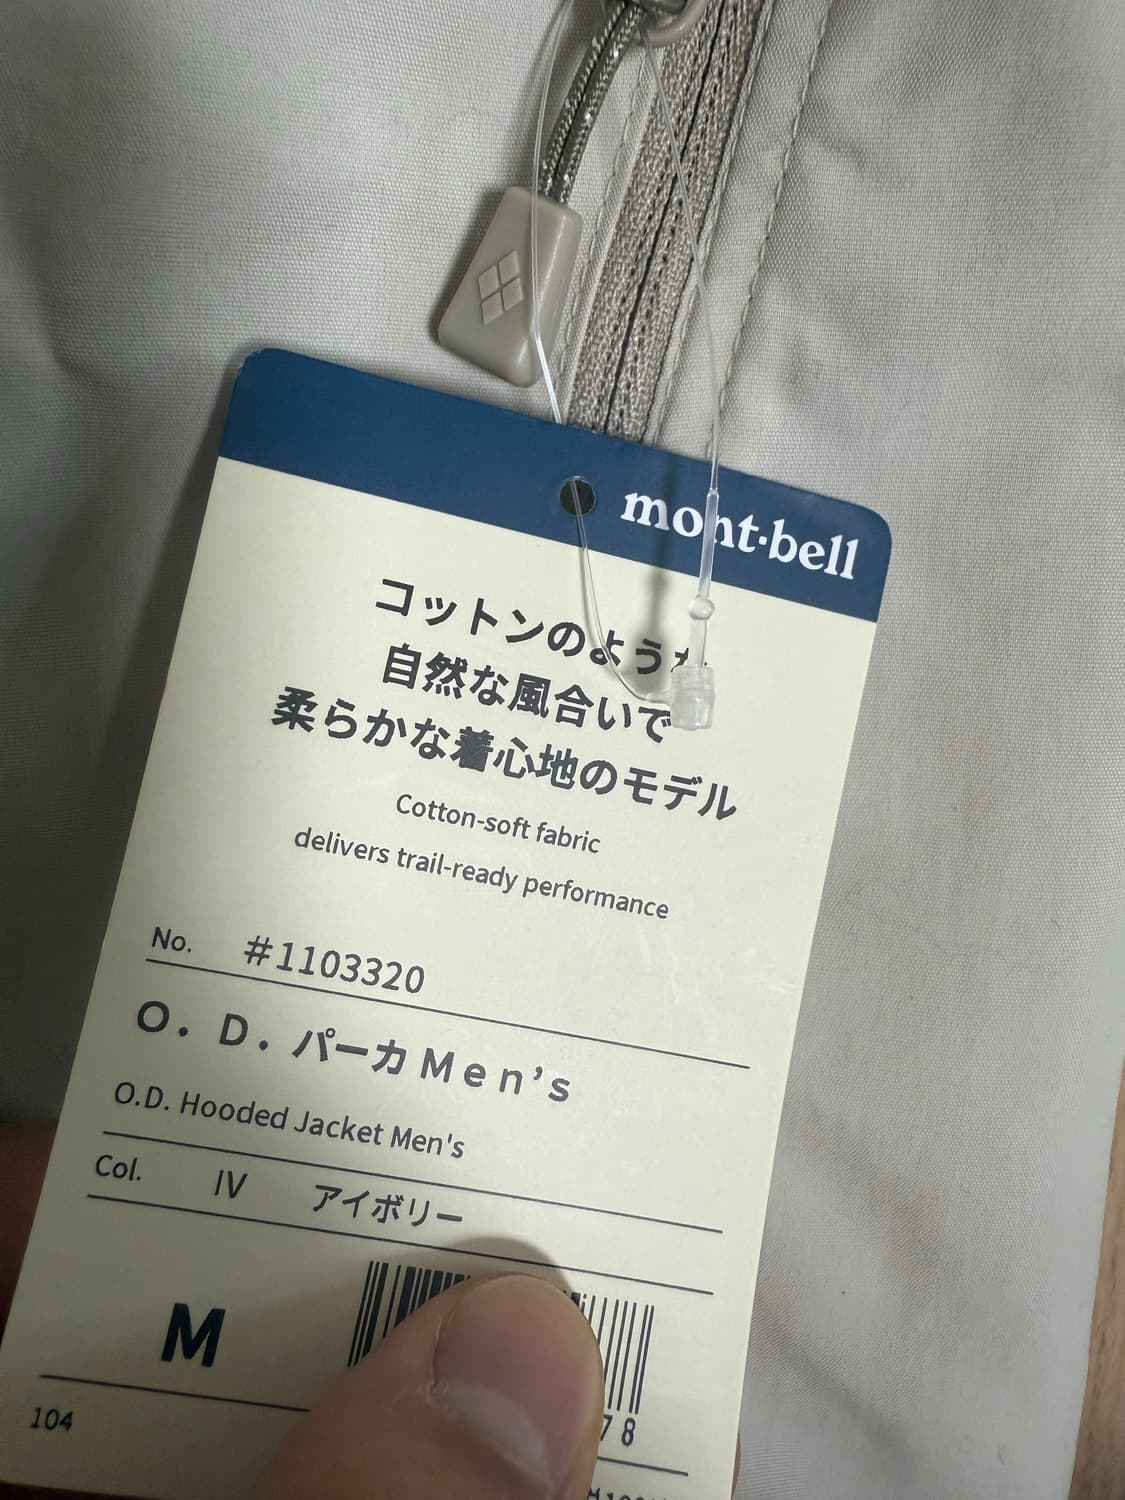 mont·bell
コットンのような
自然な風合いで
柔らかな着心地のモデル
Cotton-soft fabric
delivers trail-ready performance
No. #1103320
O. D. パーカ Men's
O.D. Hooded Jacket Men's
Col. IV アイボリー
M
78
104